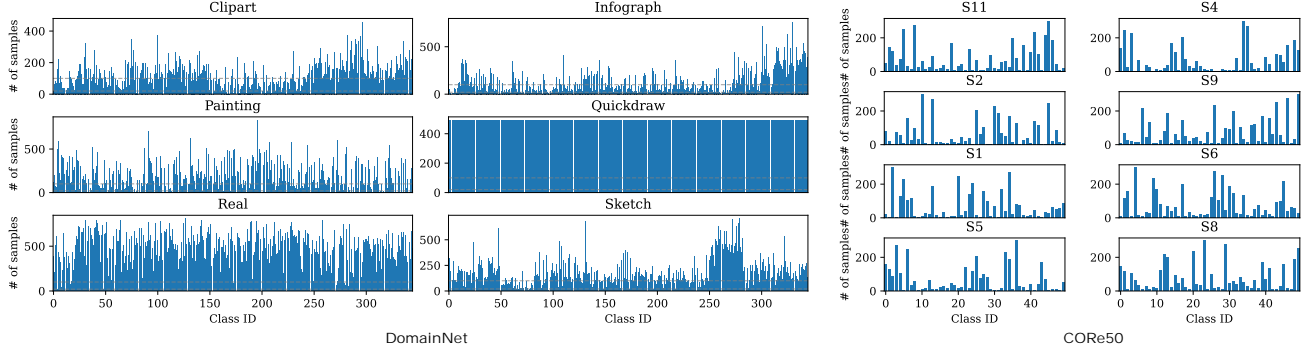 Clipart
# of samples
400
200
0
Infograph
500
0
Painting
# of samples
500
0
Quickdraw
400
200
0
Real
# of samples
500
0
0 50 100 150 200 250 300
Class ID
Sketch
750
500
250
0
0 50 100 150 200 250 300
Class ID
DomainNet
S11
# of samples
200
0
S4
200
0
S2
# of samples
200
0
S9
200
0
S1
# of samples
200
0
S6
200
0
S5
# of samples
200
0
0 10 20 30 40
Class ID
S8
200
0
0 10 20 30 40
Class ID
CORe50